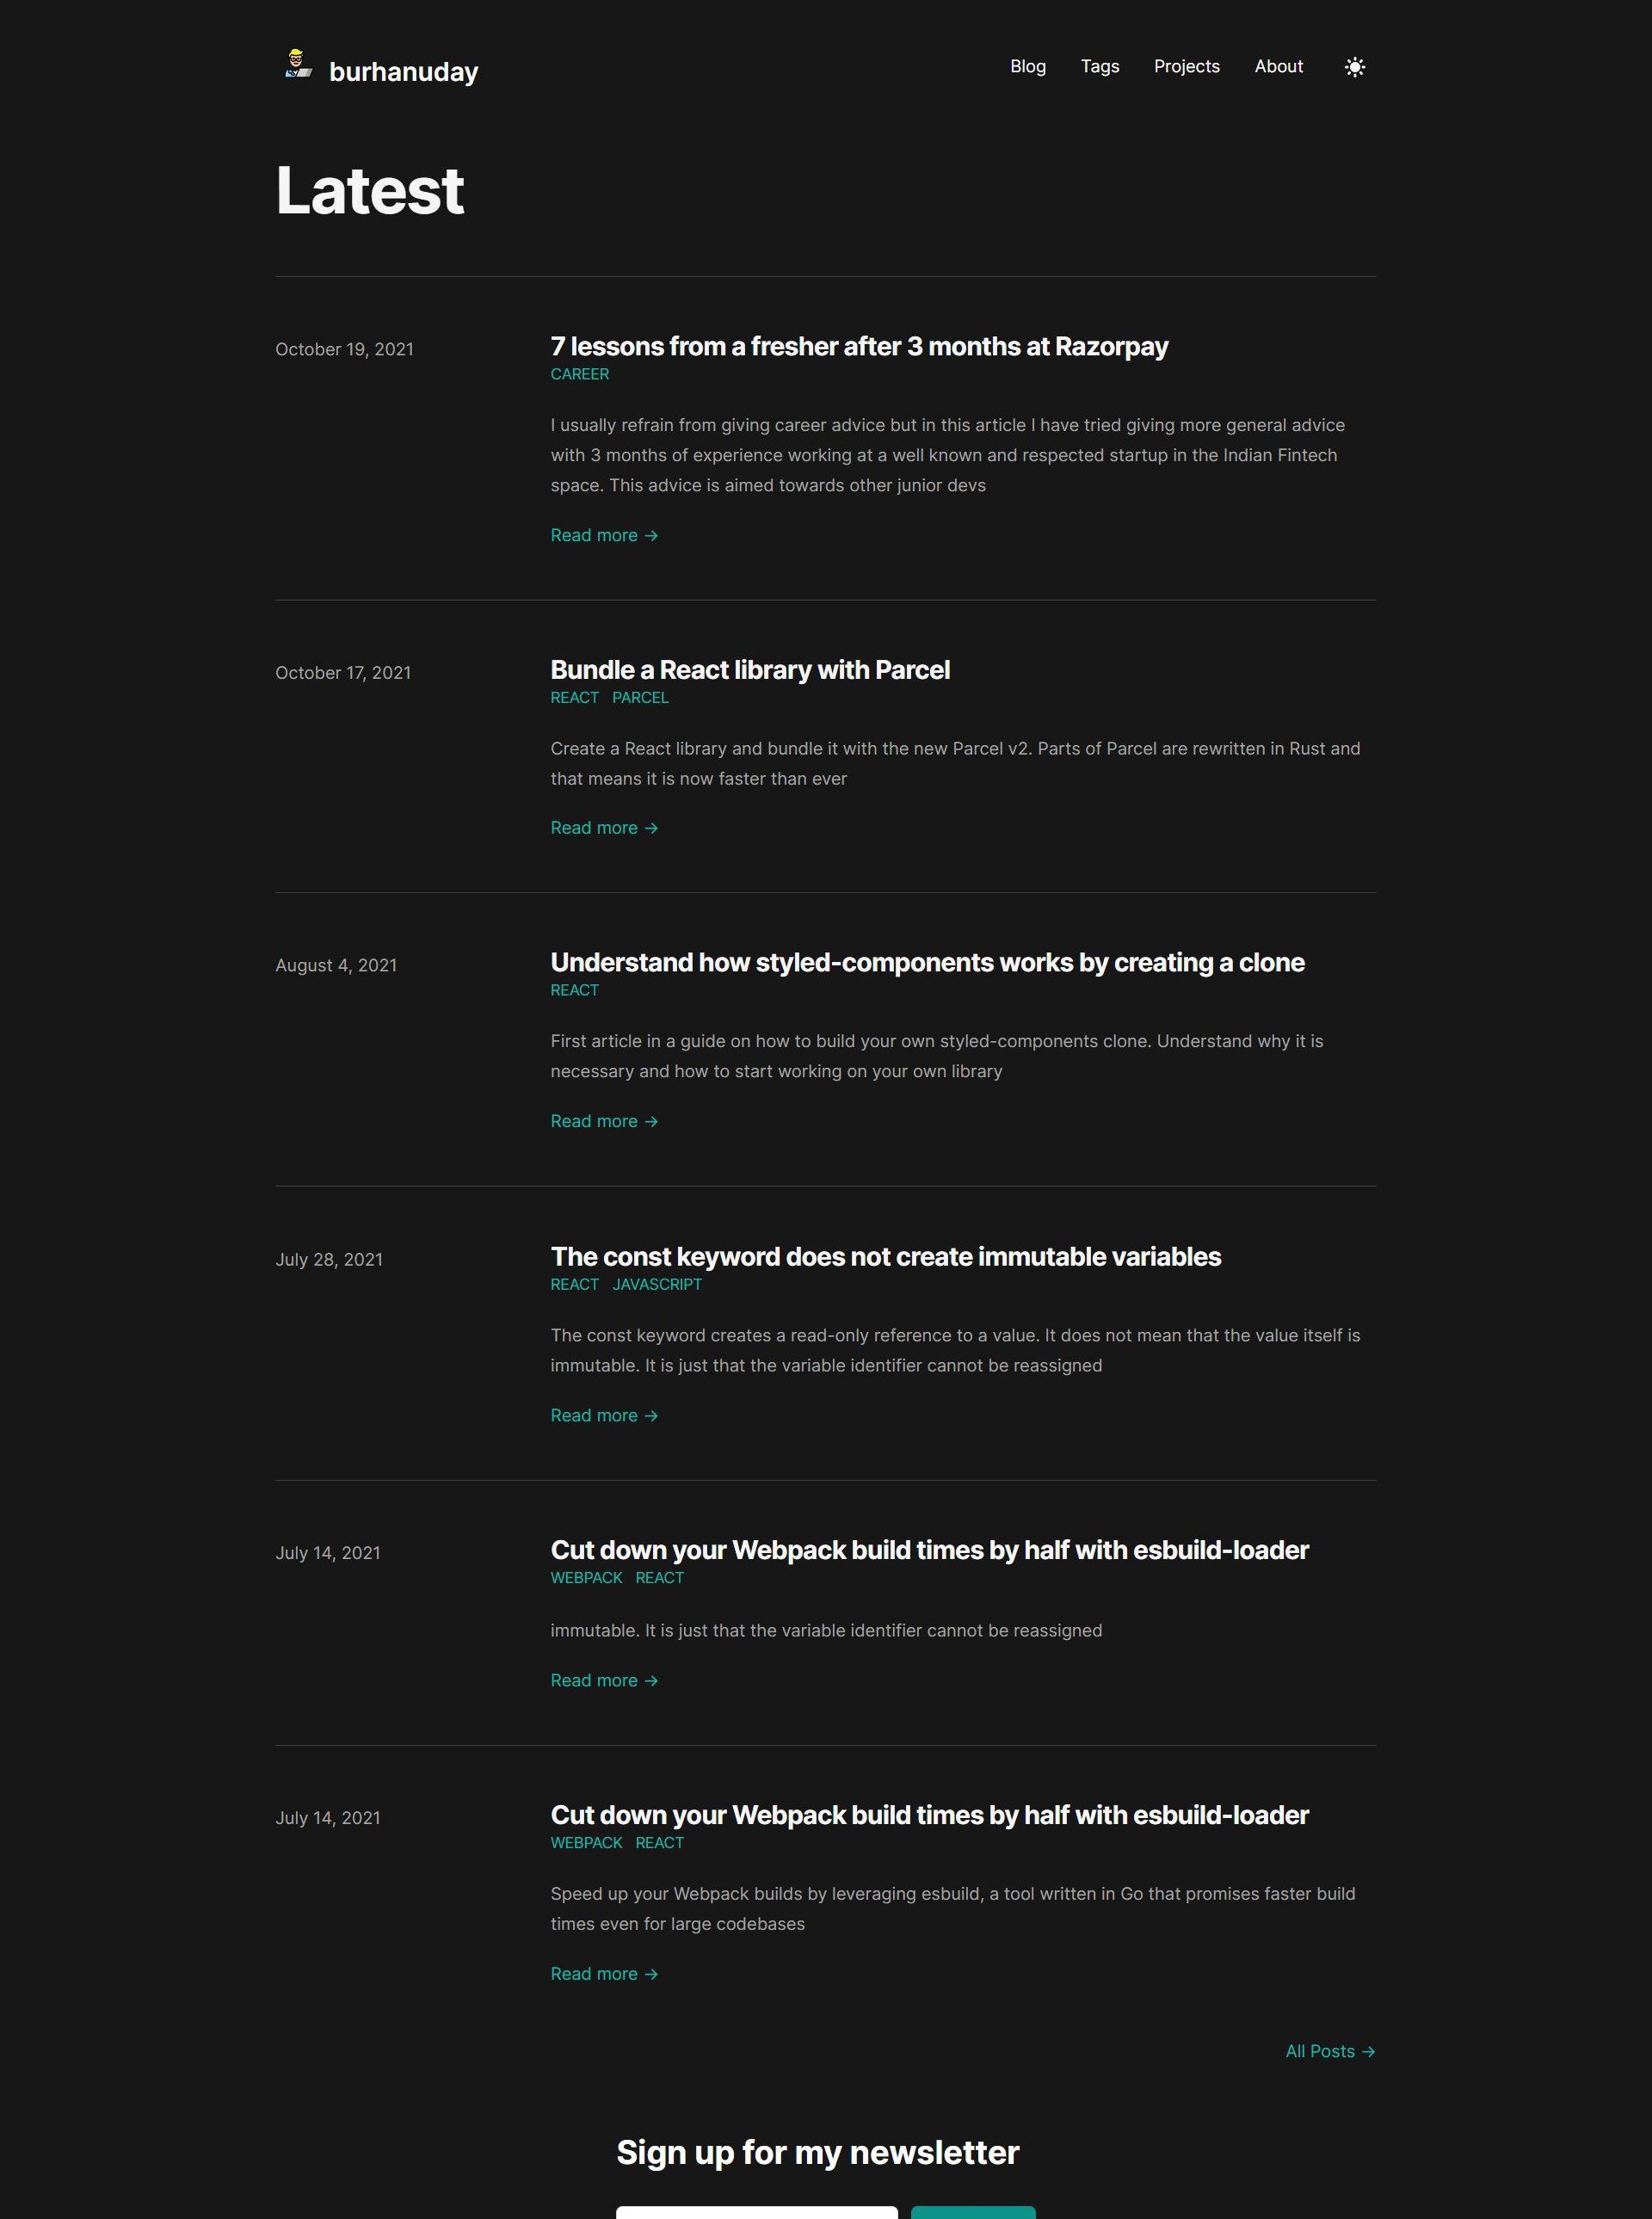 burhanuday
Blog Tags Projects About
Latest
October 19, 2021
7 lessons from a fresher after 3 months at Razorpay
CAREER
I usually refrain from giving career advice but in this article I have tried giving more general advice
with 3 months of experience working at a well known and respected startup in the Indian Fintech
space. This advice is aimed towards other junior devs
Read more →
October 17, 2021
Bundle a React library with Parcel
REACT PARCEL
Create a React library and bundle it with the new Parcel v2. Parts of Parcel are rewritten in Rust and
that means it is now faster than ever
Read more →
August 4, 2021
Understand how styled-components works by creating a clone
REACT
First article in a guide on how to build your own styled-components clone. Understand why it is
necessary and how to start working on your own library
Read more →
July 28, 2021
The const keyword does not create immutable variables
REACT JAVASCRIPT
The const keyword creates a read-only reference to a value. It does not mean that the value itself is
immutable. It is just that the variable identifier cannot be reassigned
Read more →
July 14, 2021
Cut down your Webpack build times by half with esbuild-loader
WEBPACK REACT
immutable. It is just that the variable identifier cannot be reassigned
Read more →
July 14, 2021
Cut down your Webpack build times by half with esbuild-loader
WEBPACK REACT
Speed up your Webpack builds by leveraging esbuild, a tool written in Go that promises faster build
times even for large codebases
Read more →
All Posts →
Sign up for my newsletter